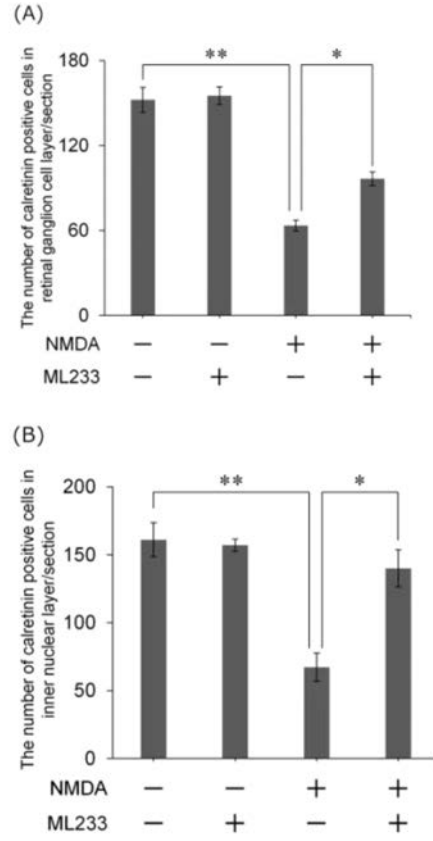 (A)
The number of calretinin positive cells in
retinal ganglion cell layer/section
180
120
60
0
** *
NMDA − − + +
ML233 − + − +
(B)
The number of calretinin positive cells in
inner nuclear layer/section
200
150
100
50
0
** *
NMDA − − + +
ML233 − + − +